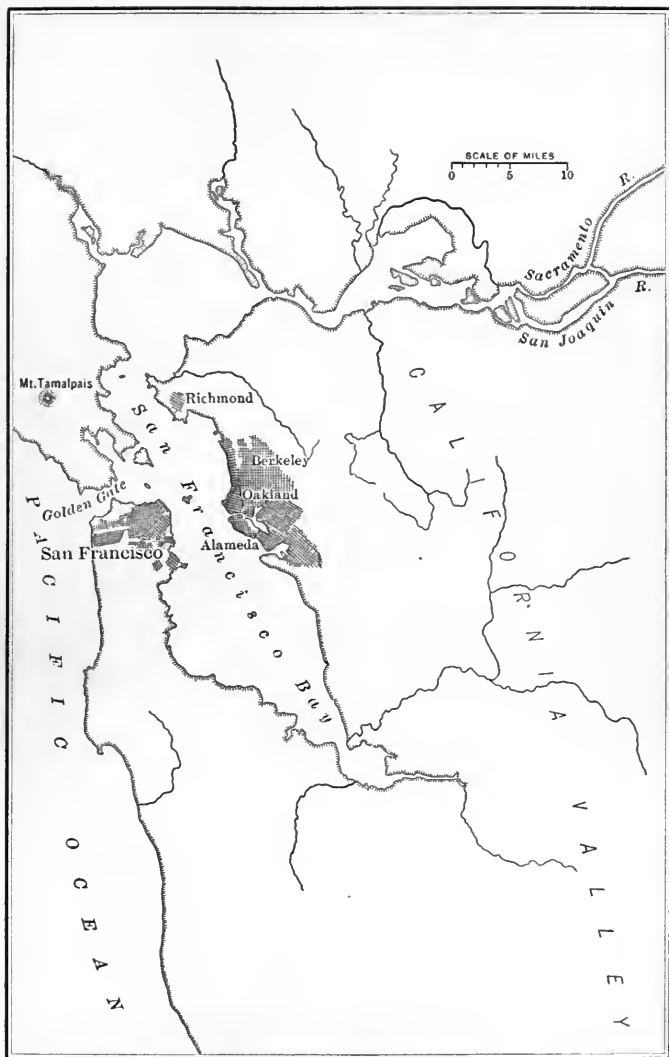 SCALE OF MILES
0 5 10
Sacramento R.
San Joaquin R.
Mt. Tamalpais
Richmond
CALIFORNIA VALLEY
San Francisco Bay
Berkeley
Oakland
Golden Gate
San Francisco
Alameda
PACIFIC OCEAN